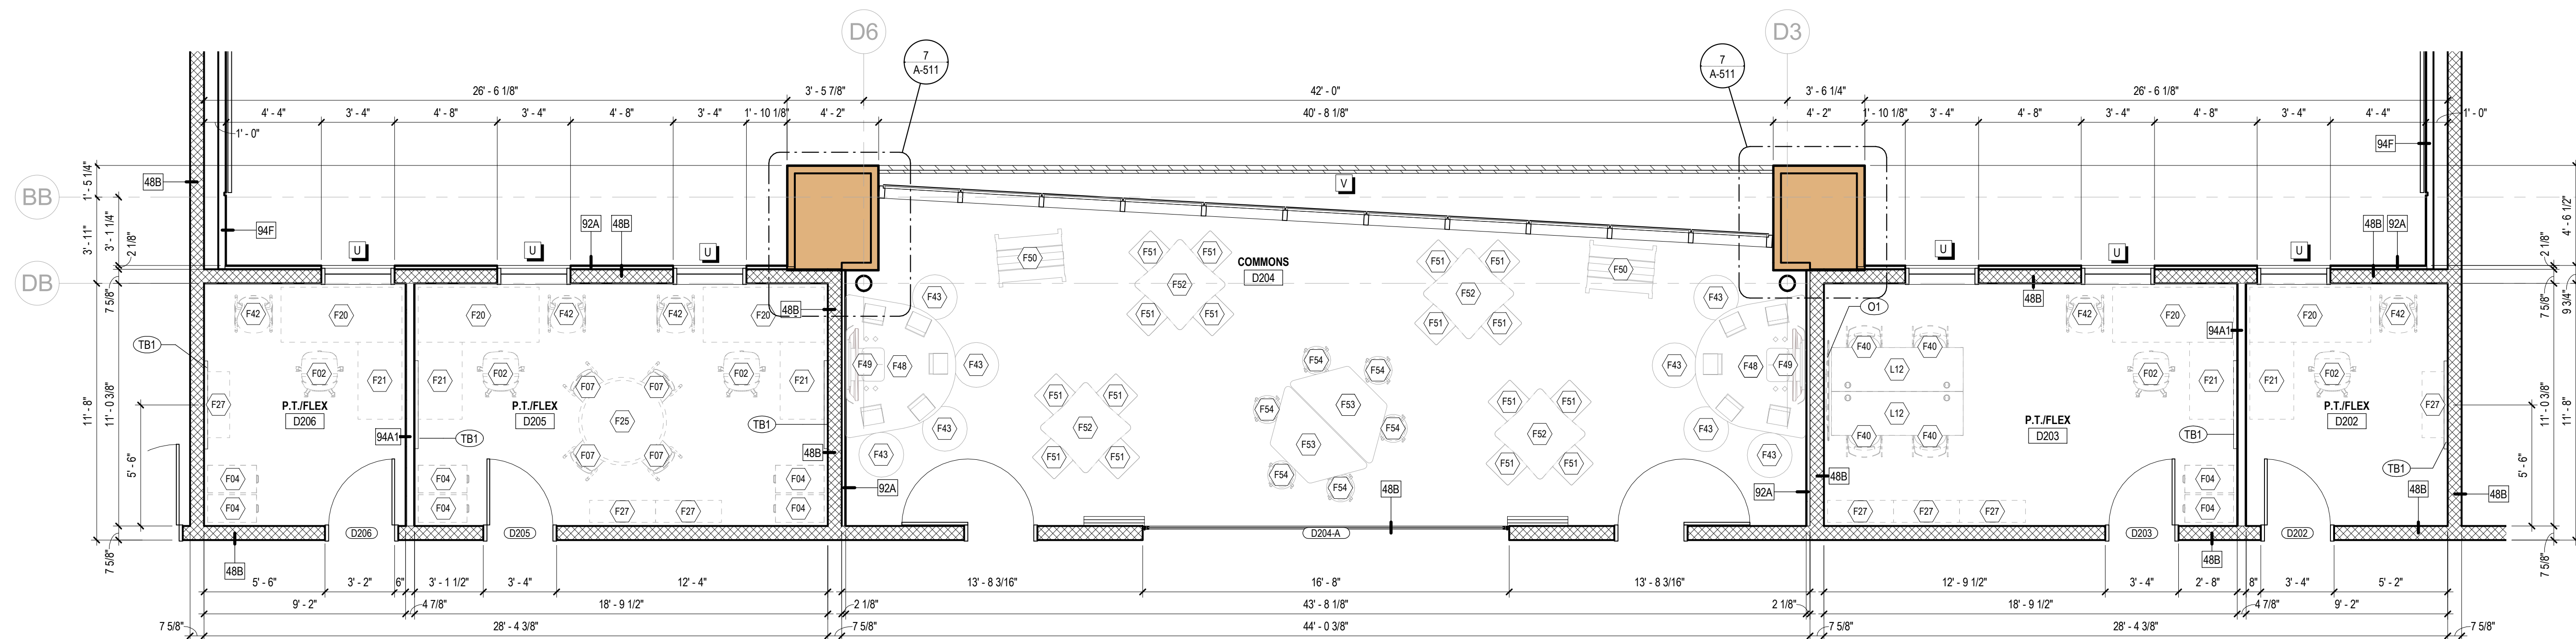 D6
D3
7
A-511
7
A-511
26' - 6 1/8"
3' - 5 7/8"
42' - 0"
3' - 6 1/4"
26' - 6 1/8"
4' - 4"
3' - 4"
4' - 8"
3' - 4"
4' - 8"
3' - 4"
1' - 10 1/8"
4' - 2"
40' - 8 1/8"
4' - 2"
1' - 10 1/8"
3' - 4"
4' - 8"
3' - 4"
4' - 8"
3' - 4"
4' - 4"
1' - 0"
1' - 0"
94F
BB
DB
1' - 5 1/4"
3' - 11"
3' - 1 1/4"
2 1/8"
7 5/8"
11' - 8"
11' - 0 3/8"
5' - 6"
7 5/8"
48B
94F
U
U
92A
48B
U
V
U
U
U
48B
92A
4' - 6 1/2"
2 1/8"
9 3/4"
7 5/8"
11' - 0 3/8"
11' - 8"
5' - 6"
7 5/8"
COMMONS
D204
F50
F51
F51
F52
F51
F51
F51
F51
F52
F51
F51
F50
F43
F43
48B
48B
O1
F42
F20
F20
F42
F42
F20
F42
F20
F20
F42
TB1
F02
F21
F21
F02
F02
F21
F49
F48
F43
F43
F48
F49
F40
F40
L12
L12
F40
F40
94A1
F02
F21
F21
F02
F27
P.T./FLEX
D206
P.T./FLEX
D205
F07
F07
F25
F07
F07
94A1
TB1
TB1
48B
F43
F43
F43
F43
F51
F51
F52
F51
F51
F54
F54
F54
F53
F53
F54
F54
F54
F51
F51
F52
F51
F51
P.T./FLEX
D203
P.T./FLEX
D202
F27
TB1
TB1
F04
F04
F04
F04
F04
F04
F27
F27
92A
48B
92A
48B
F27
F27
F27
F04
F04
48B
48B
D206
D205
D204-A
D203
D202
48B
48B
5' - 6"
3' - 2"
6"
3' - 1 1/2"
3' - 4"
12' - 4"
13' - 8 3/16"
16' - 8"
13' - 8 3/16"
12' - 9 1/2"
3' - 4"
2' - 8"
8"
3' - 4"
5' - 2"
9' - 2"
4 7/8"
18' - 9 1/2"
2 1/8"
43' - 8 1/8"
2 1/8"
18' - 9 1/2"
4 7/8"
9' - 2"
7 5/8"
28' - 4 3/8"
7 5/8"
44' - 0 3/8"
7 5/8"
28' - 4 3/8"
7 5/8"